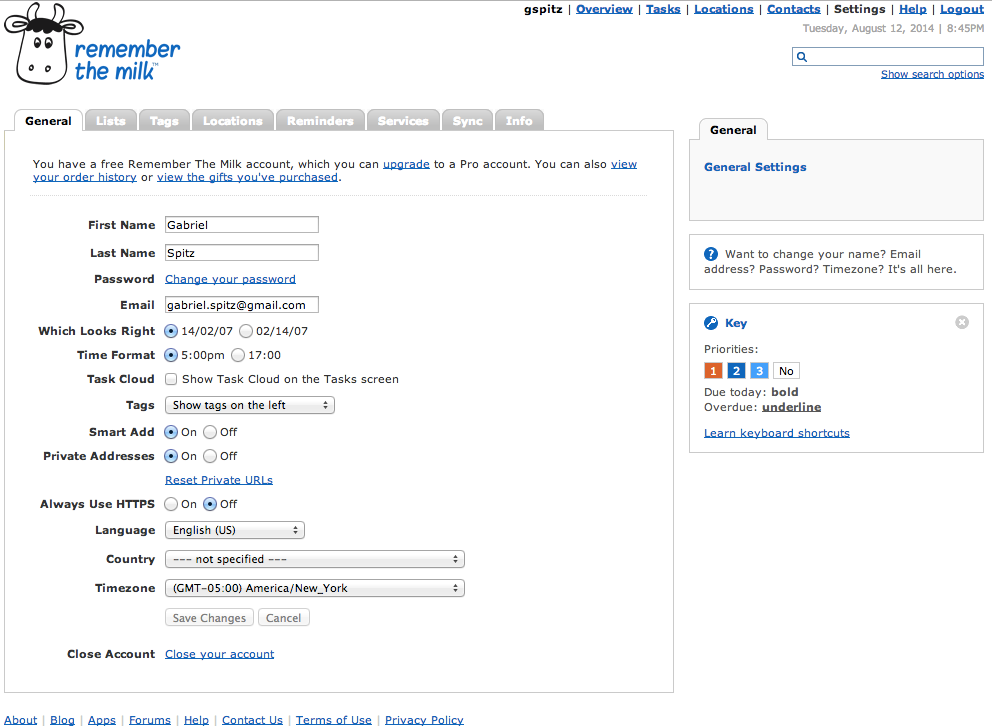 gspitz | Overview | Tasks | Locations | Contacts | Settings | Help | Logout
Tuesday, August 12, 2014 | 8:45PM
remember
the milk™
Show search options
General Lists Tags Locations Reminders Services Sync Info
You have a free Remember The Milk account, which you can upgrade to a Pro account. You can also view
your order history or view the gifts you've purchased.
First Name Gabriel
Last Name Spitz
Password Change your password
Email gabriel.spitz@gmail.com
Which Looks Right 14/02/07 02/14/07
Time Format 5:00pm 17:00
Task Cloud Show Task Cloud on the Tasks screen
Tags Show tags on the left
Smart Add On Off
Private Addresses On Off
Reset Private URLs
Always Use HTTPS On Off
Language English (US)
Country --- not specified ---
Timezone (GMT-05:00) America/New_York
Save Changes Cancel
Close Account Close your account
General
General Settings
? Want to change your name? Email
address? Password? Timezone? It's all here.
Key
Priorities:
1 2 3 No
Due today: bold
Overdue: underline
Learn keyboard shortcuts
About | Blog | Apps | Forums | Help | Contact Us | Terms of Use | Privacy Policy